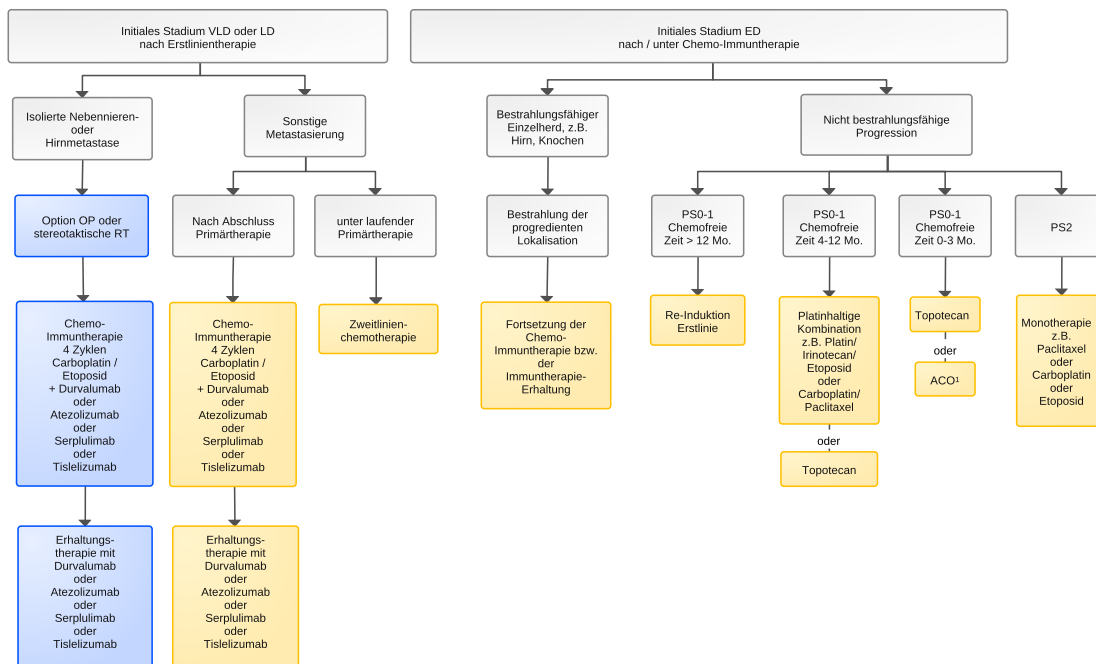 Initiales Stadium VLD oder LD
nach Erstlinientherapie
Initiales Stadium ED
nach / unter Chemo-Immuntherapie
Isolierte Nebennieren-
oder
Hirnmetastase
Sonstige
Metastasierung
Bestrahlungsfähiger
Einzelherd, z.B.
Hirn, Knochen
Nicht bestrahlungsfähige
Progression
Option OP oder
stereotaktische RT
Nach Abschluss
Primärtherapie
unter laufender
Primärtherapie
Bestrahlung der
progredienten
Lokalisation
PS0-1
Chemofreie
Zeit > 12 Mo.
PS0-1
Chemofreie
Zeit 4-12 Mo.
PS0-1
Chemofreie
Zeit 0-3 Mo.
PS2
Chemo-
Immuntherapie
4 Zyklen
Carboplatin /
Etoposid
+ Durvalumab
oder
Atezolizumab
oder
Serplulimab
oder
Tislelizumab
Chemo-
Immuntherapie
4 Zyklen
Carboplatin /
Etoposid
+ Durvalumab
oder
Atezolizumab
oder
Serplulimab
oder
Tislelizumab
Zweitlinien-
chemotherapie
Fortsetzung der
Chemo-
Immuntherapie bzw.
der
Immuntherapie-
Erhaltung
Re-Induktion
Erstlinie
Platinhaltige
Kombination
z.B. Platin/
Irinotecan/
Etoposid
oder
Carboplatin/
Paclitaxel
oder
Topotecan
Topotecan
oder
ACO¹
Monotherapie
z.B.
Paclitaxel
oder
Carboplatin
oder
Etoposid
Erhaltungs-
therapie mit
Durvalumab
oder
Atezolizumab
oder
Serplulimab
oder
Tislelizumab
Erhaltungs-
therapie mit
Durvalumab
oder
Atezolizumab
oder
Serplulimab
oder
Tislelizumab